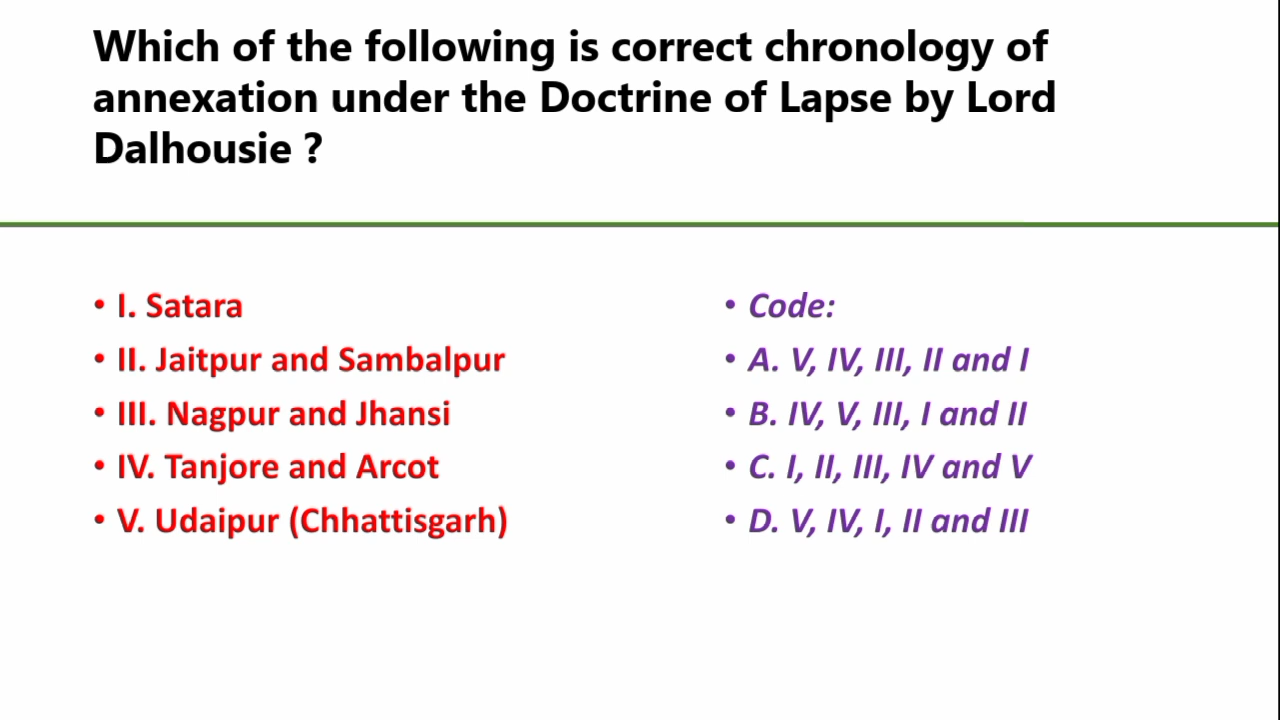 Which of the following is correct chronology of
annexation under the Doctrine of Lapse by Lord
Dalhousie ?
• I. Satara
• II. Jaitpur and Sambalpur
• III. Nagpur and Jhansi
• IV. Tanjore and Arcot
• V. Udaipur (Chhattisgarh)
• Code:
• A. V, IV, III, II and I
• B. IV, V, III, I and II
• C. I, II, III, IV and V
• D. V, IV, I, II and III